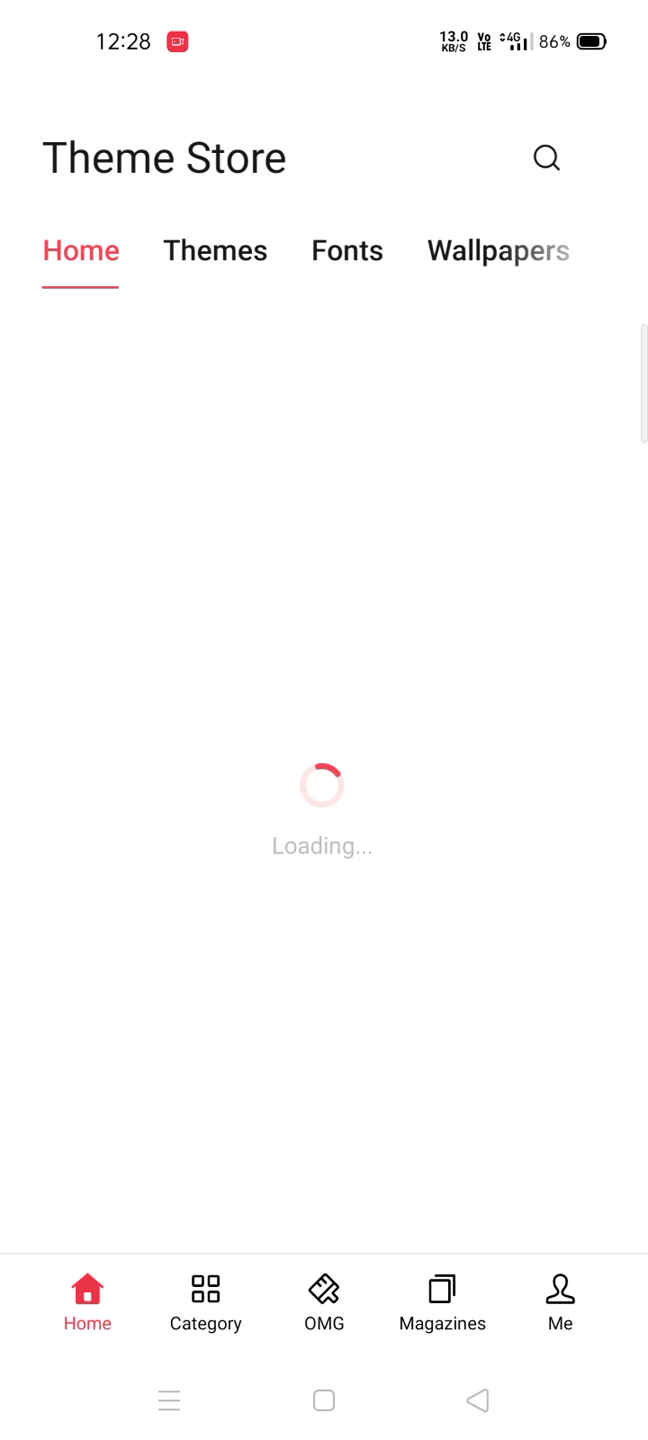 12:28
13.0 KB/S Vo LTE 4G 86%
Theme Store
Home Themes Fonts Wallpapers
Loading...
Home Category OMG Magazines Me